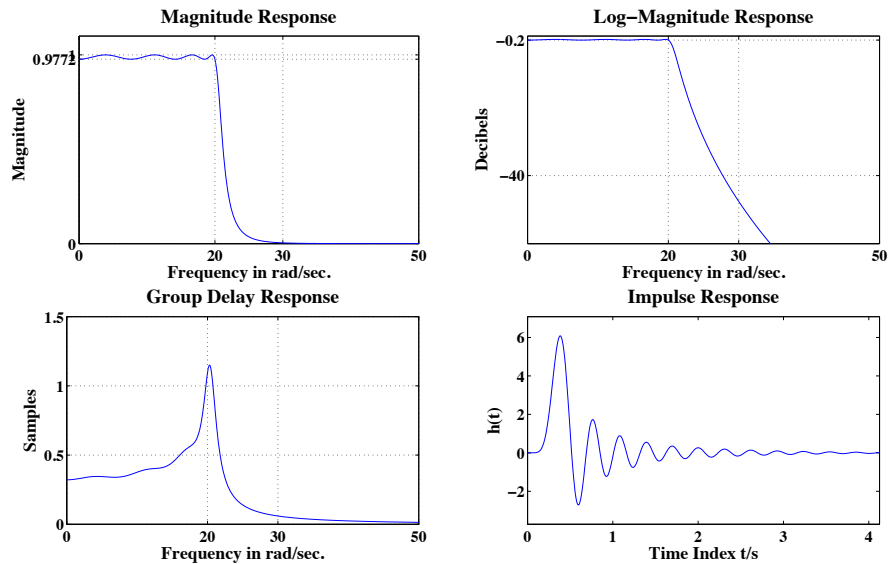 Magnitude Response
1
0.9772
0
Magnitude
0
20
30
50
Frequency in rad/sec.
Log−Magnitude Response
−0.2
−40
Decibels
0
20
30
50
Frequency in rad/sec.
Group Delay Response
1.5
1
0.5
0
Samples
0
20
30
50
Frequency in rad/sec.
Impulse Response
6
4
2
0
−2
h(t)
0
1
2
3
4
Time Index t/s